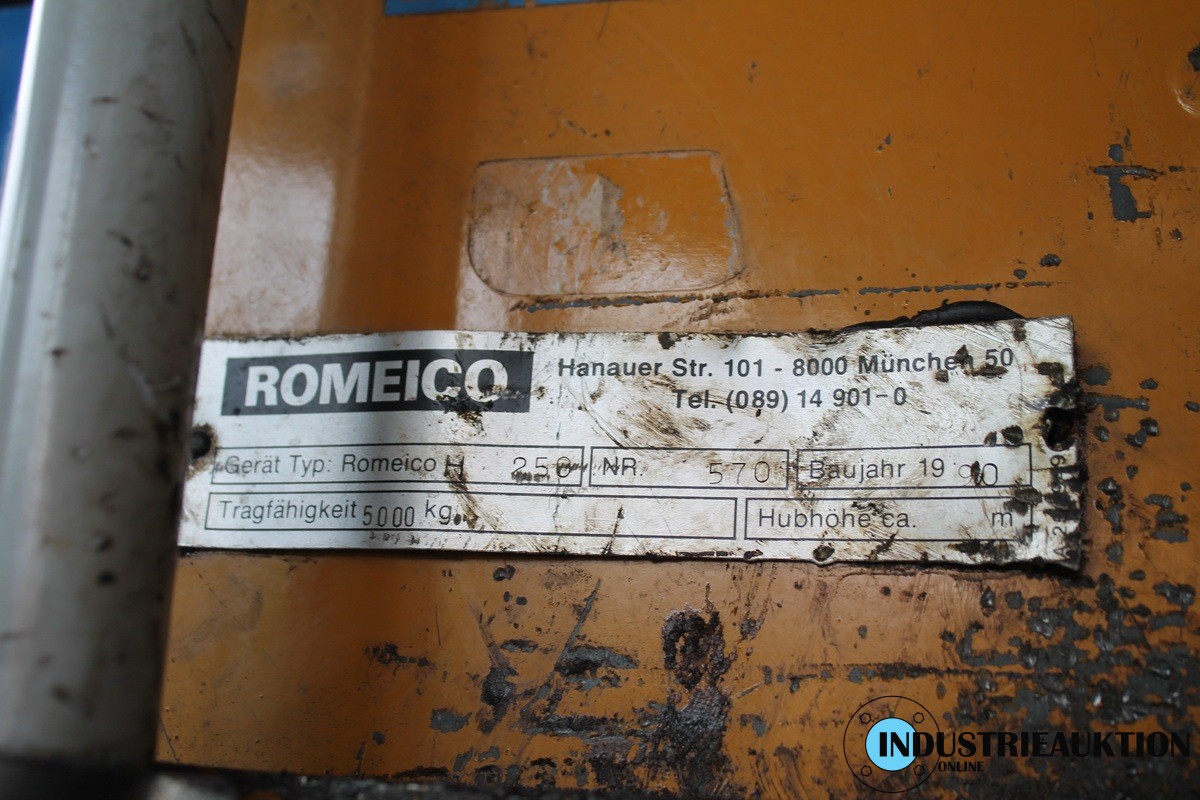 ROMEICO
Hanauer Str. 101 - 8000 München 50
Tel. (089) 14 901-0
Gerät Typ: Romeico H 250
NR. 570
Baujahr 1990
Tragfähigkeit 5000 kg
Hubhöhe ca. m
INDUSTRIEAUKTION
ONLINE